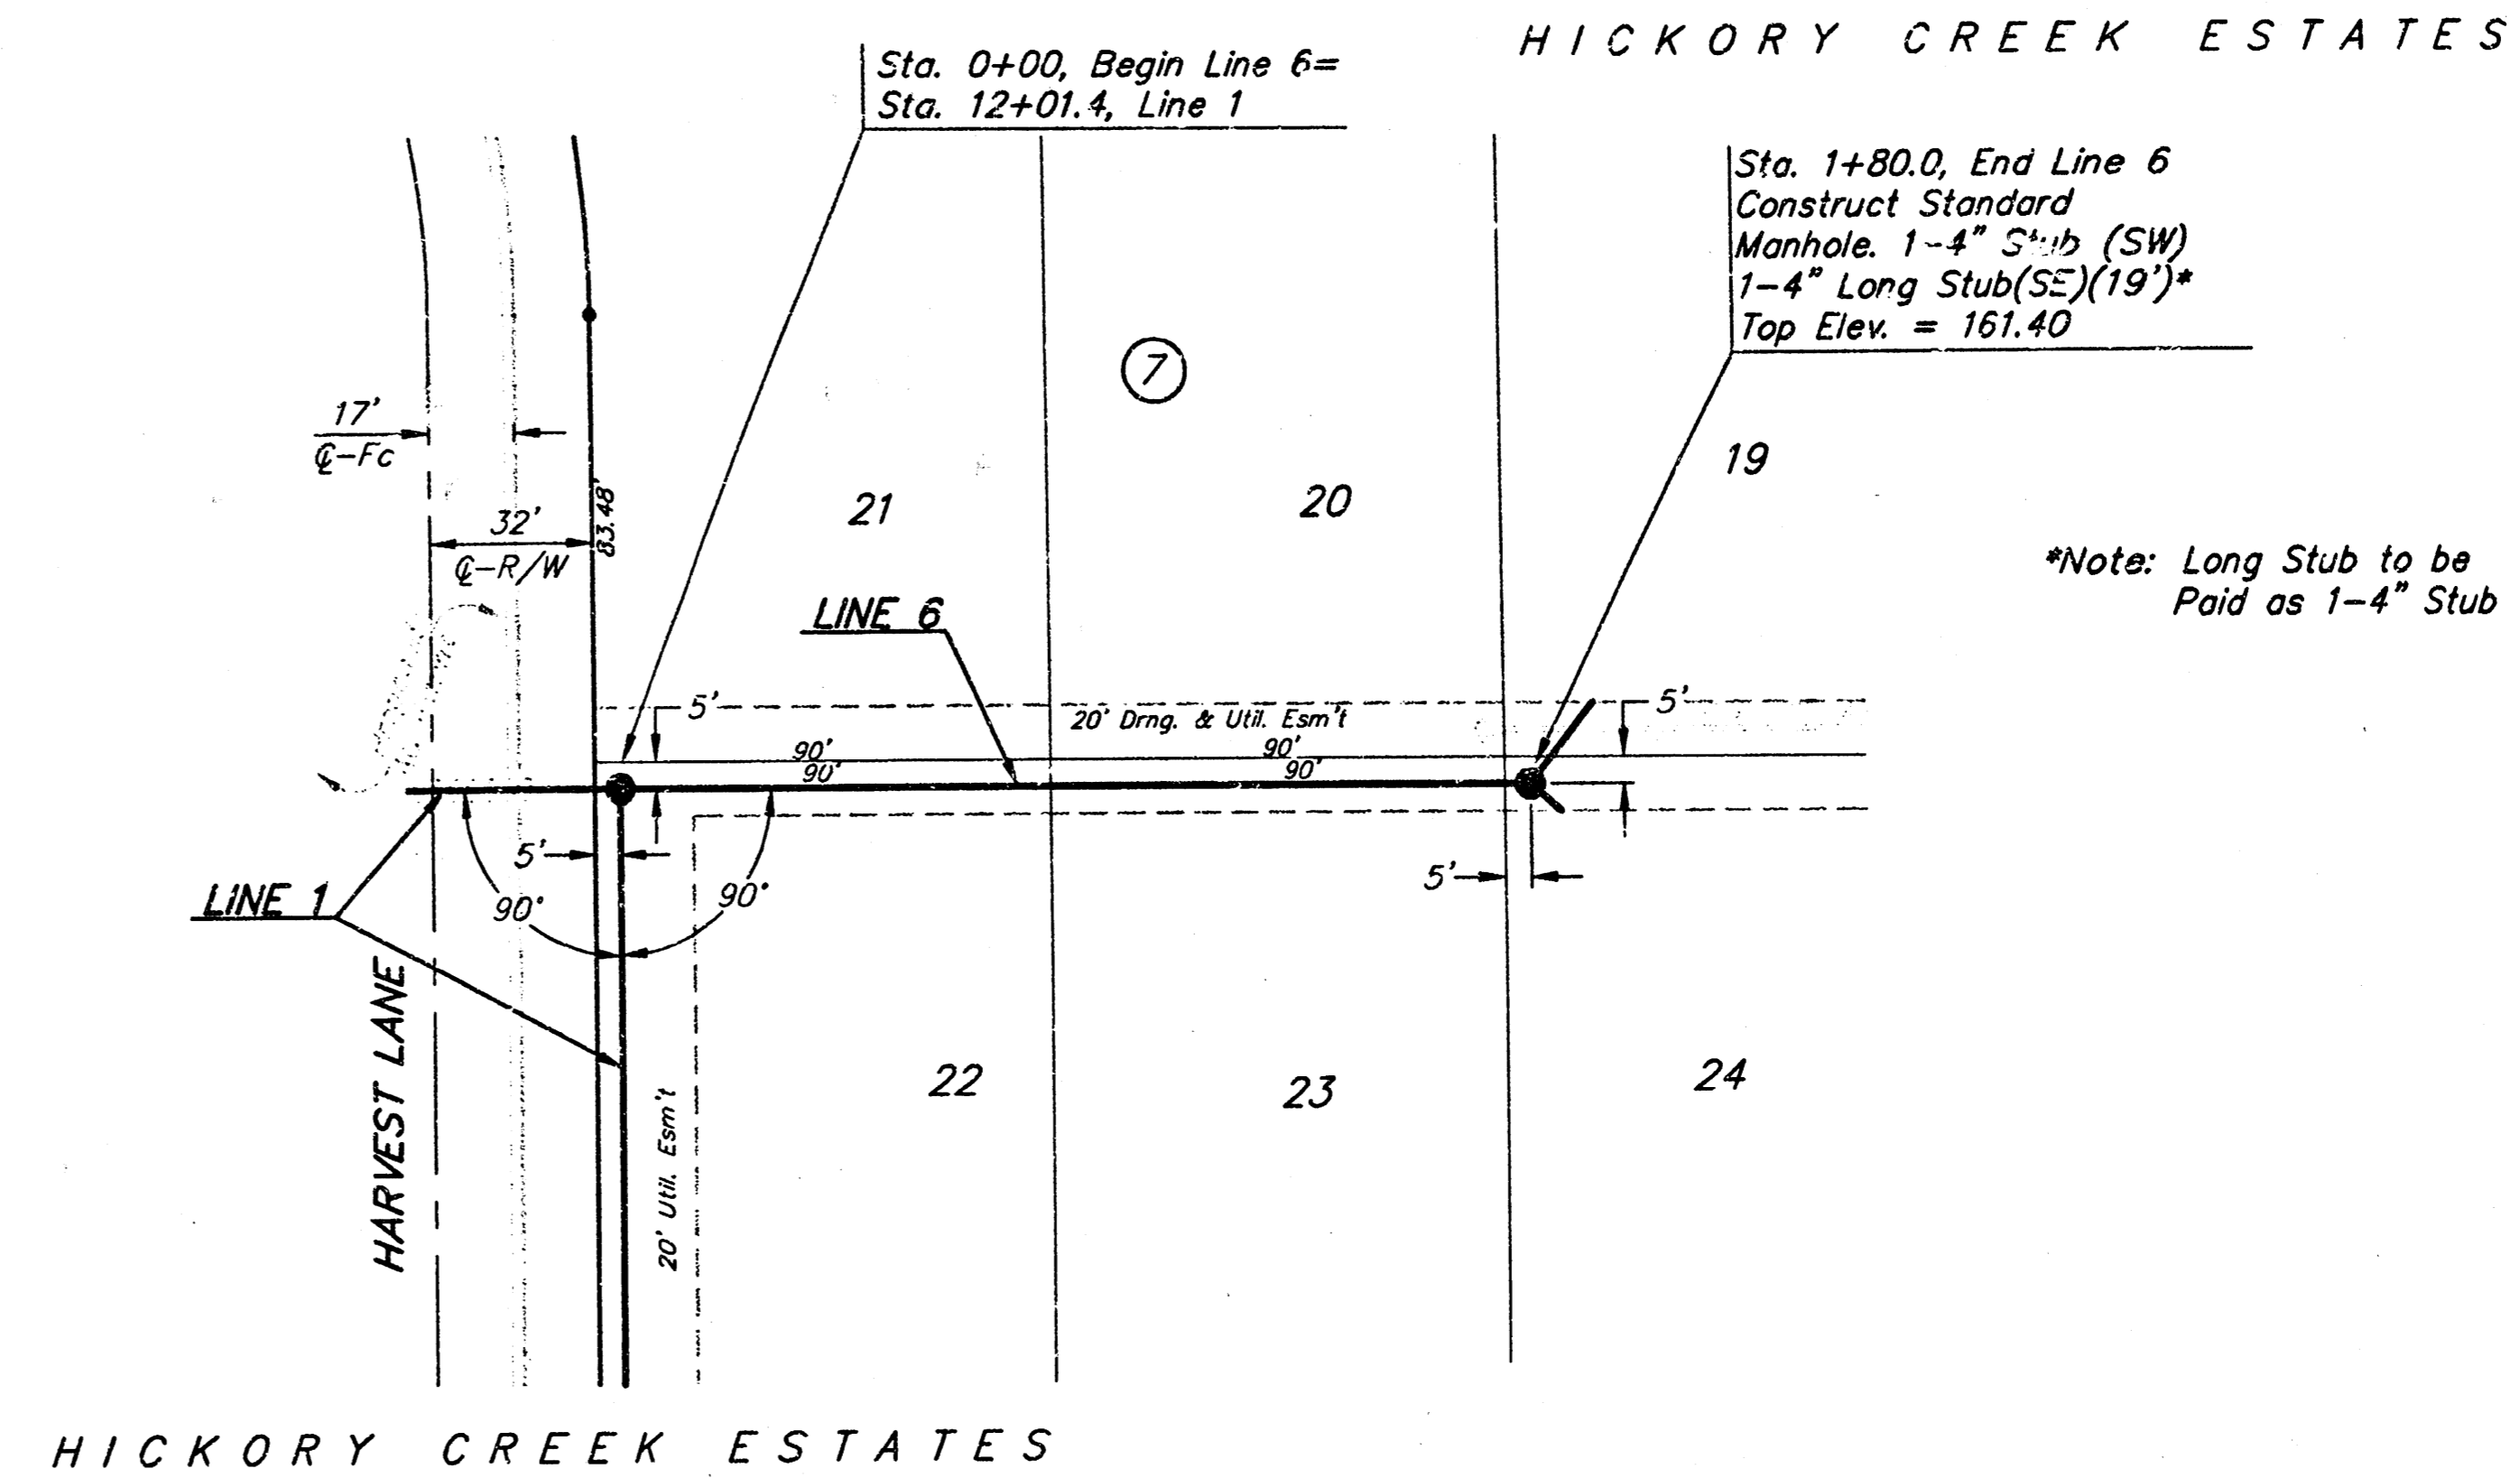 HICKORY CREEK ESTATES
Sta. 0+00, Begin Line 6=
Sta. 12+01.4, Line 1
Sta. 1+80.0, End Line 6
Construct Standard
Manhole. 1-4" Stub (SW)
1-4" Long Stub(SE)(19')*
Top Elev. = 161.40
7
17'
℄-Fc
19
21
20
83.48'
32'
℄-R/W
*Note: Long Stub to be
Paid as 1-4" Stub
LINE 6
5'
5'
20' Drng. & Util. Esm't
90'
90'
90'
90'
5'
5'
90°
90°
LINE 1
HARVEST LANE
20' Util. Esm't
22
23
24
HICKORY CREEK ESTATES